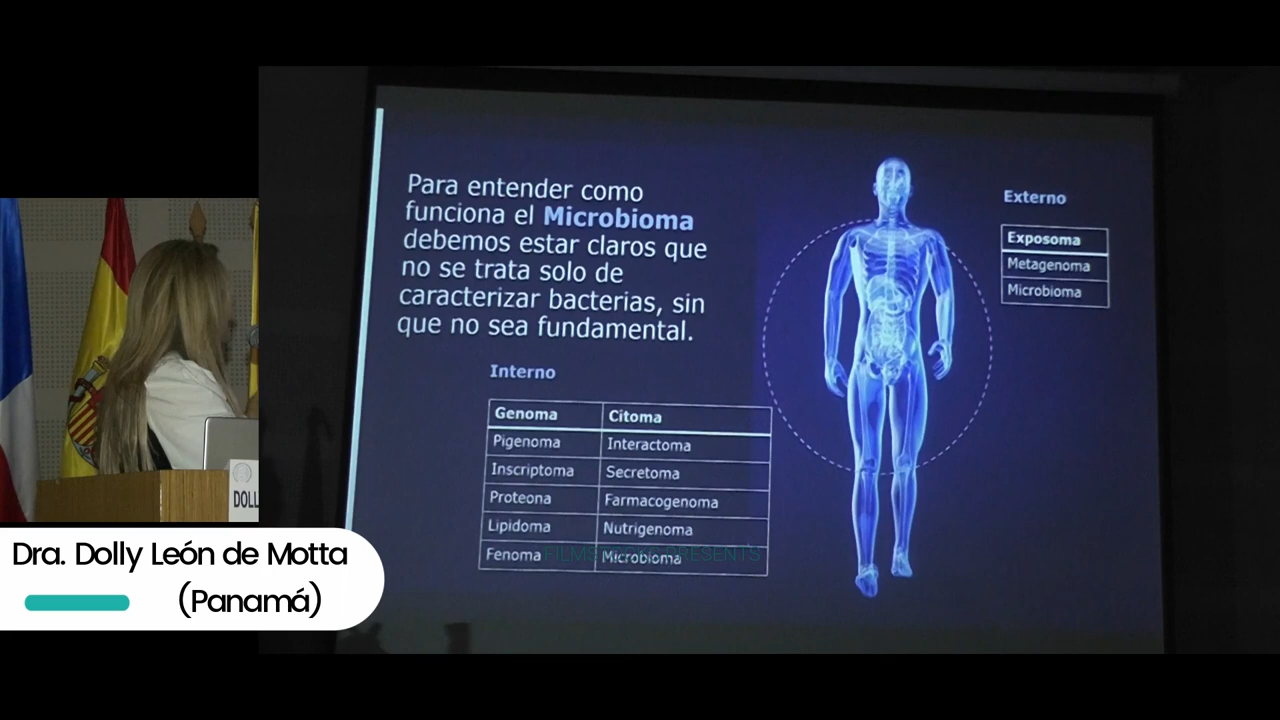 Para entender como
funciona el Microbioma
debemos estar claros que
no se trata solo de
caracterizar bacterias, sin
que no sea fundamental.
Externo
Exposoma
Metagenoma
Microbioma
Interno
Genoma Citoma
Pigenoma Interactoma
Inscriptoma Secretoma
Proteona Farmacogenoma
Lipidoma Nutrigenoma
Fenoma Microbioma
PRESENTS
DOLL
Dra. Dolly León de Motta
(Panamá)